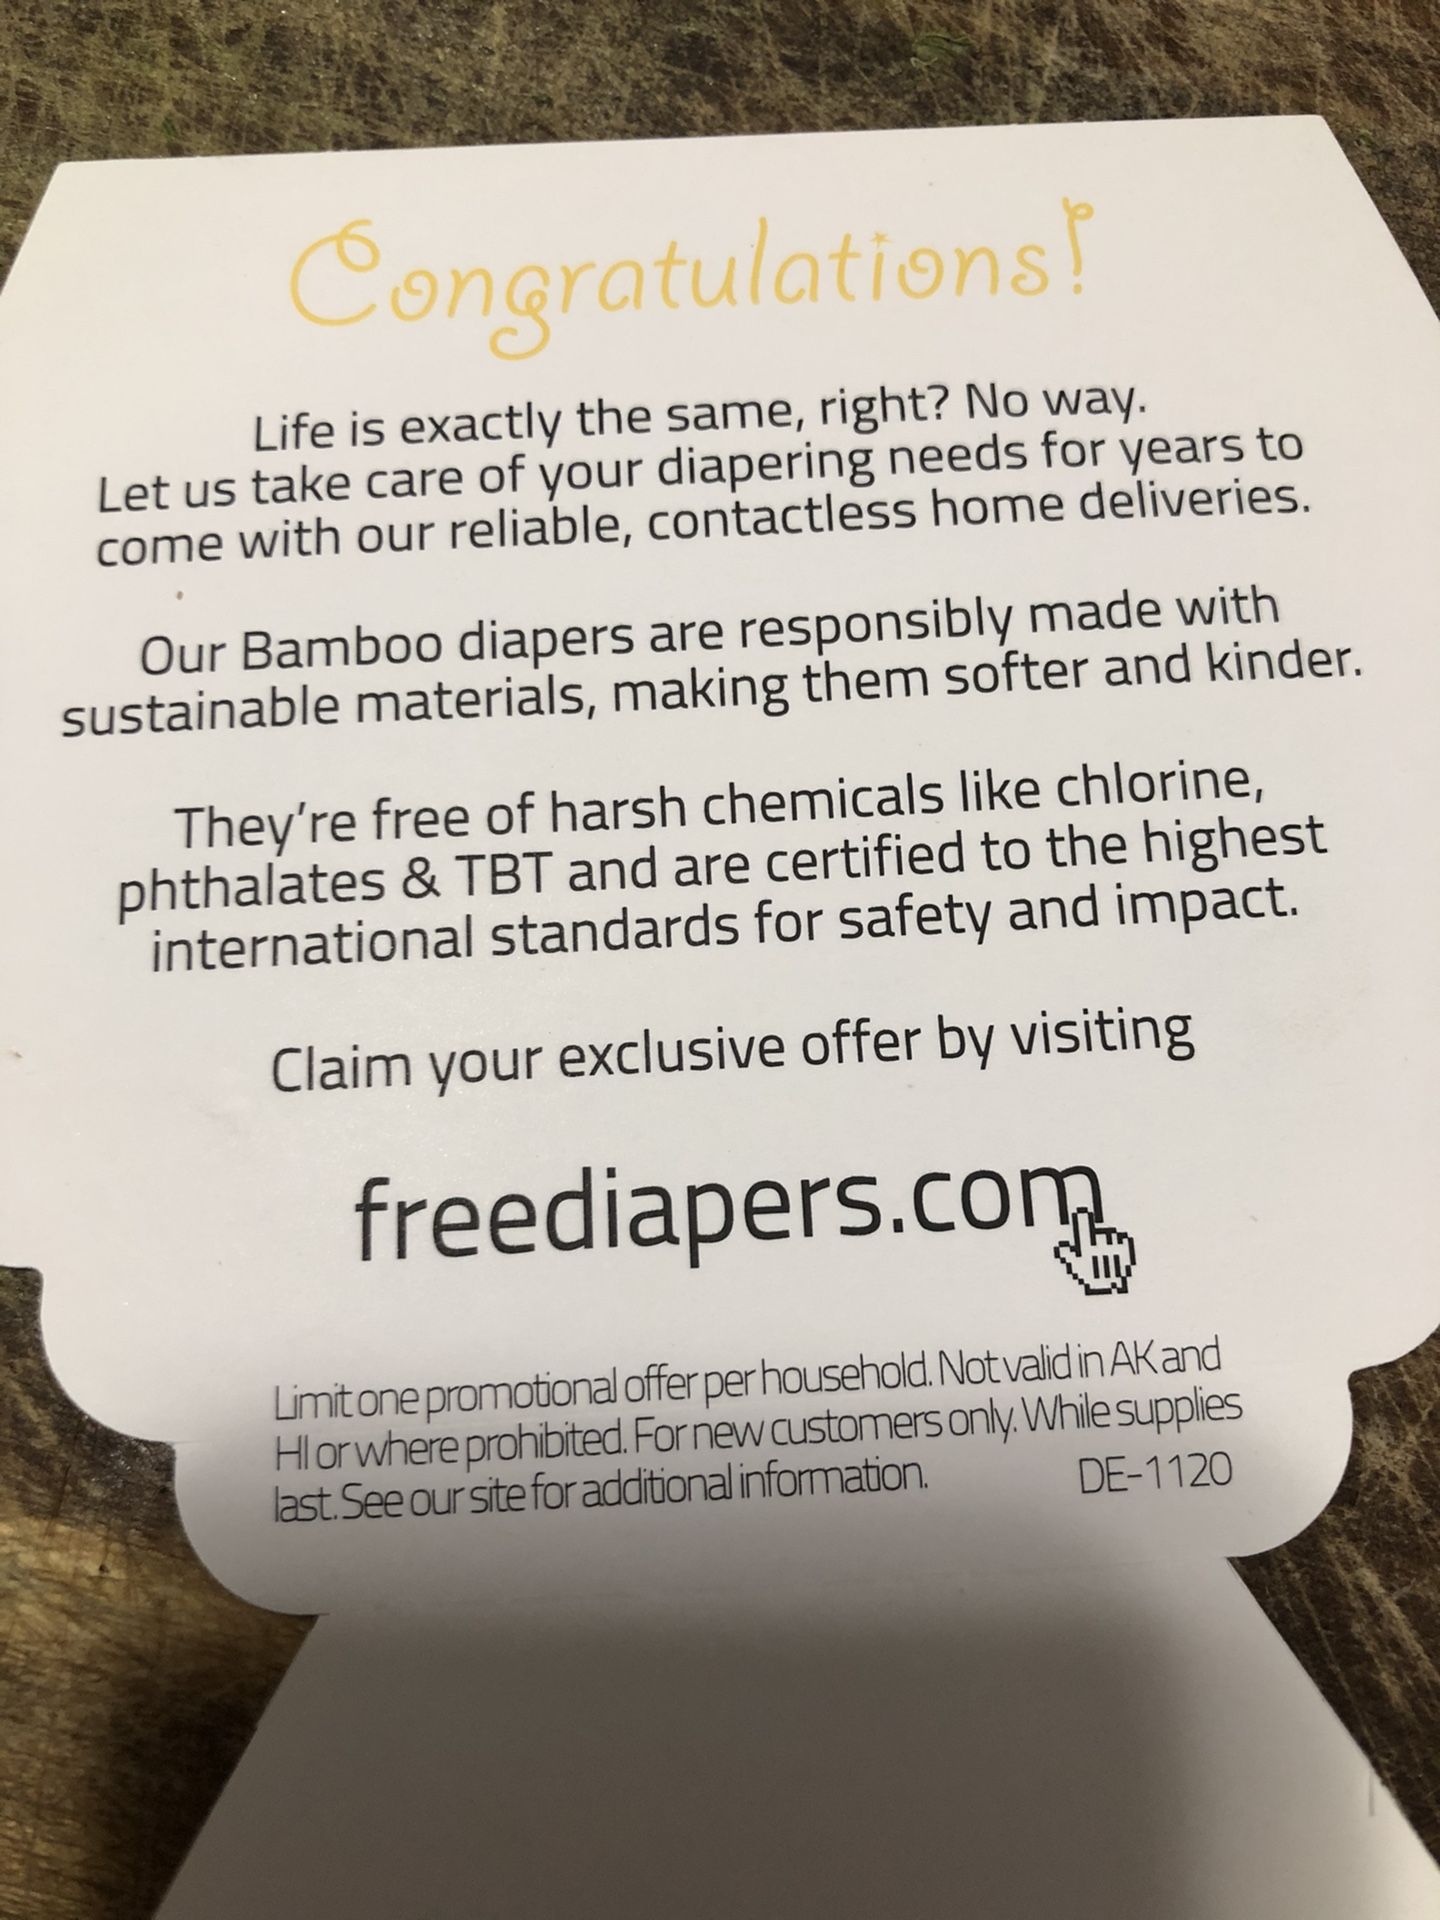 Congratulations!
Life is exactly the same, right? No way.
Let us take care of your diapering needs for years to
come with our reliable, contactless home deliveries.
Our Bamboo diapers are responsibly made with
sustainable materials, making them softer and kinder.
They're free of harsh chemicals like chlorine,
phthalates & TBT and are certified to the highest
international standards for safety and impact.
Claim your exclusive offer by visiting
freediapers.com
Limit one promotional offer per household. Not valid in AK and
HI or where prohibited. For new customers only. While supplies
last. See our site for additional information. DE-1120